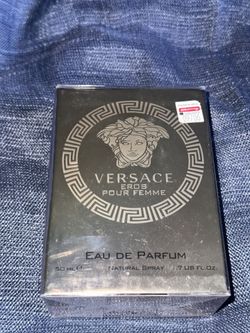 VERSACE
EROS
POUR FEMME
EAU DE PARFUM
50 ml ℮ NATURAL SPRAY 1.7 US FL.OZ.